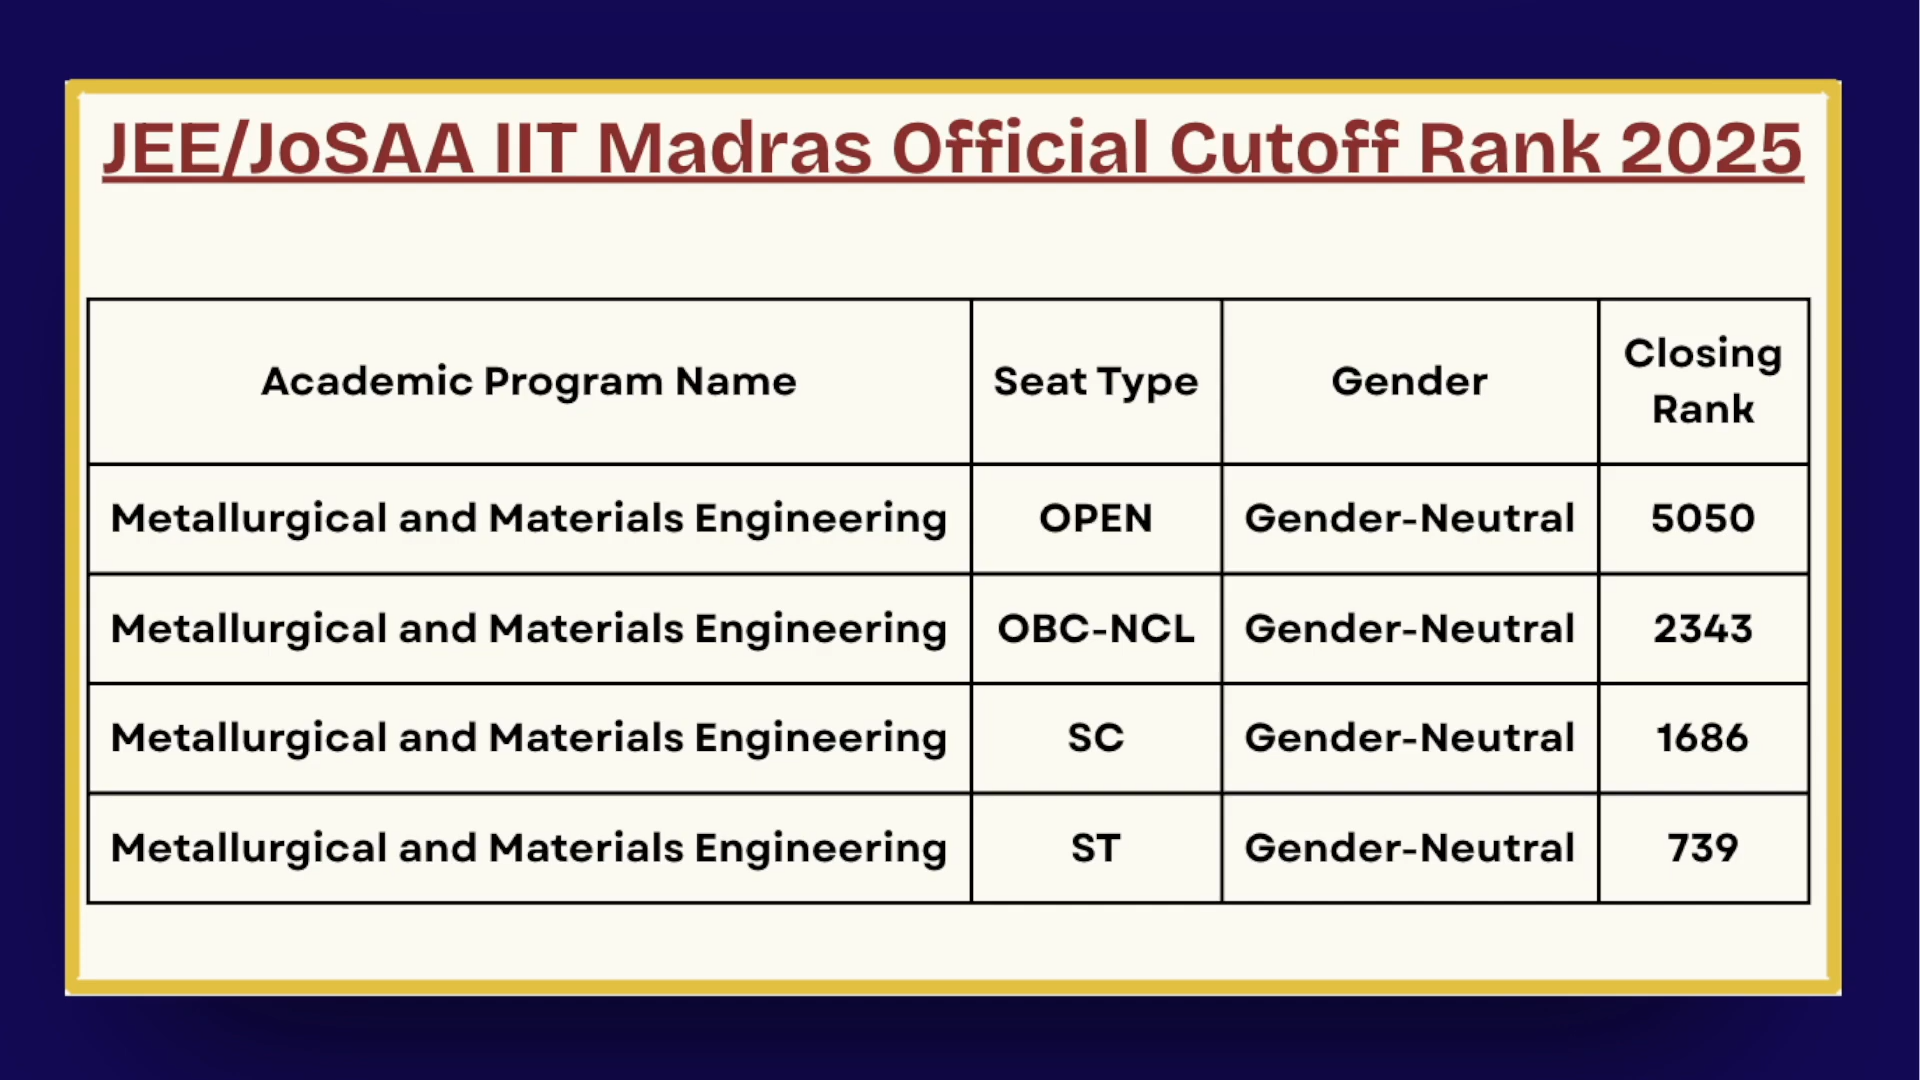 JEE/JoSAA IIT Madras Official Cutoff Rank 2025
Academic Program Name Seat Type Gender Closing Rank
Metallurgical and Materials Engineering OPEN Gender-Neutral 5050
Metallurgical and Materials Engineering OBC-NCL Gender-Neutral 2343
Metallurgical and Materials Engineering SC Gender-Neutral 1686
Metallurgical and Materials Engineering ST Gender-Neutral 739